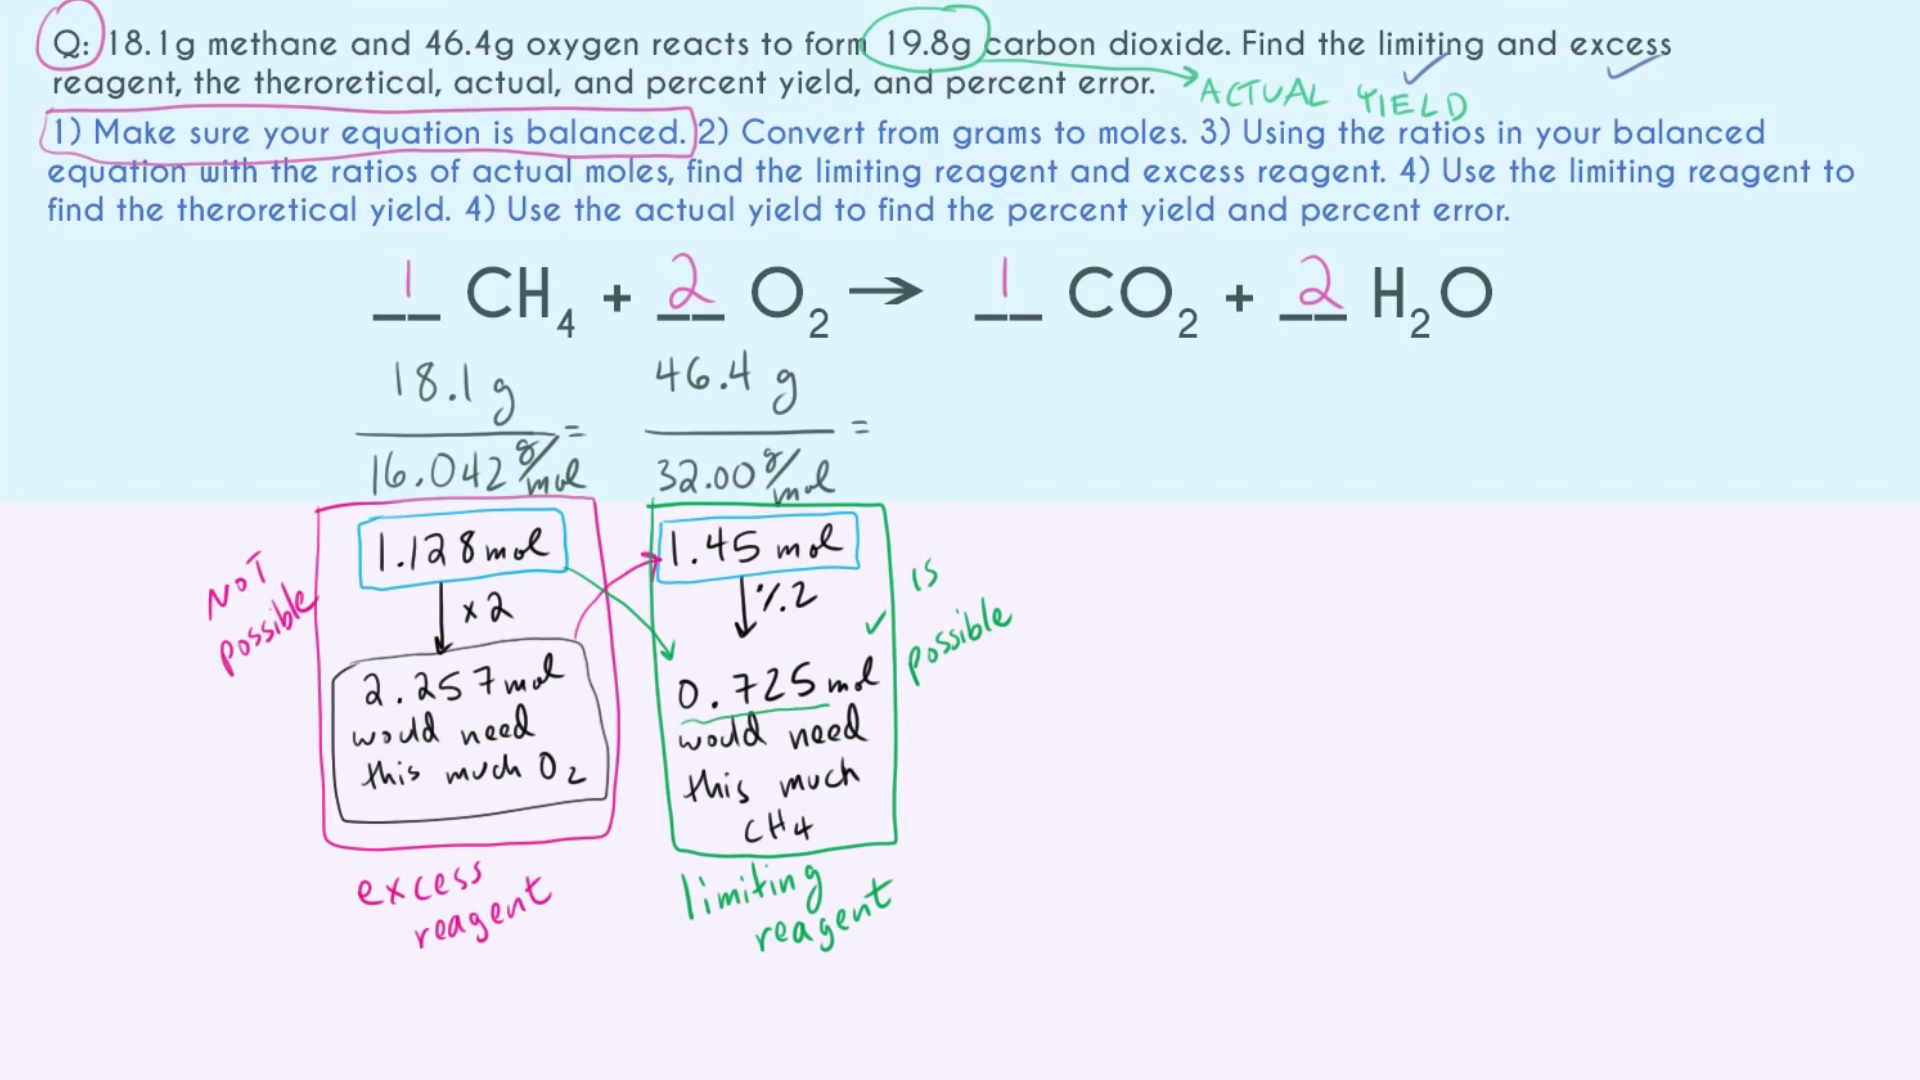 Q: 18.1g methane and 46.4g oxygen reacts to form 19.8g carbon dioxide. Find the limiting and excess
reagent, the theroretical, actual, and percent yield, and percent error.
ACTUAL YIELD
1) Make sure your equation is balanced. 2) Convert from grams to moles. 3) Using the ratios in your balanced
equation with the ratios of actual moles, find the limiting reagent and excess reagent. 4) Use the limiting reagent to
find the theroretical yield. 4) Use the actual yield to find the percent yield and percent error.
1 CH4 + 2 O2 → 1 CO2 + 2 H2O
18.1 g
16.042 g/mol =
46.4 g
32.00 g/mol =
NOT
possible
1.128 mol
x 2
2.257 mol
would need
this much O2
excess
reagent
1.45 mol
% 2
0.725 mol
would need
this much
CH4
✓ is
possible
limiting
reagent